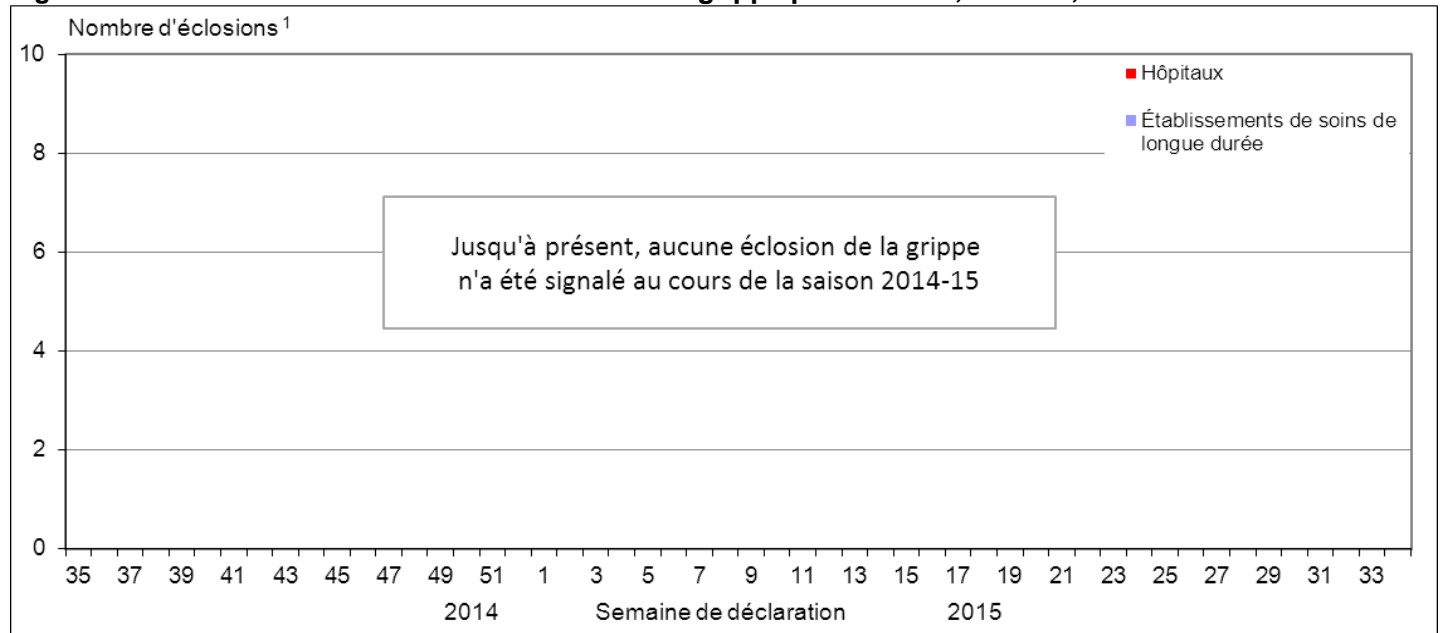 Nombre d'éclosions 1
10
Hôpitaux
Établissements de soins de
longue durée
8
Jusqu'à présent, aucune éclosion de la grippe
n'a été signalé au cours de la saison 2014-15
6
4
2
0
35 37 39 41 43 45 47 49 51 1 3 5 7 9 11 13 15 17 19 21 23 25 27 29 31 33
2014 Semaine de déclaration 2015